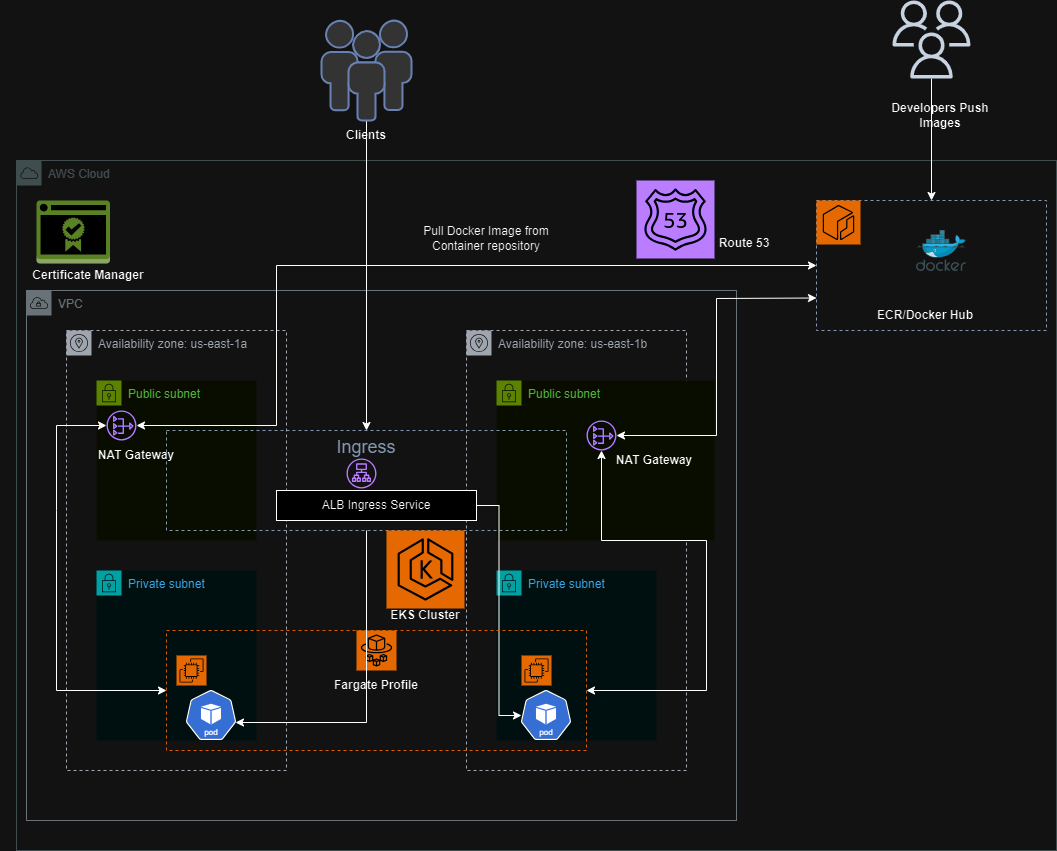 Clients
Developers Push
Images
AWS Cloud
53
Route 53
Pull Docker Image from
Container repository
docker
ECR/Docker Hub
Certificate Manager
VPC
Availability zone: us-east-1a
Availability zone: us-east-1b
Public subnet
Public subnet
NAT Gateway
NAT Gateway
Ingress
ALB Ingress Service
K
EKS Cluster
Private subnet
Private subnet
Fargate Profile
pod
pod